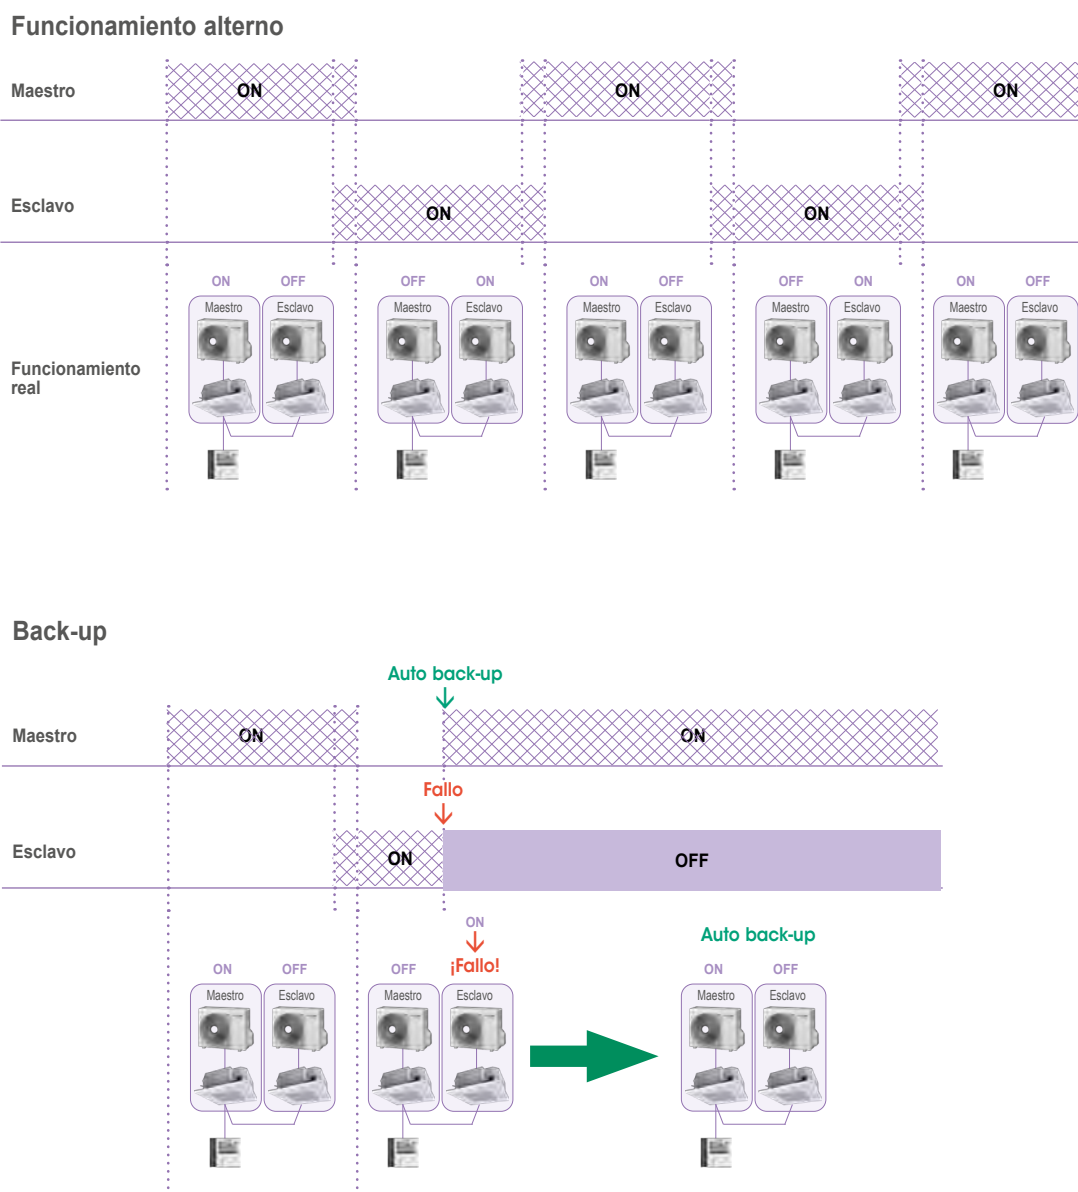 Funcionamiento alterno
Maestro
ON
ON
ON
Esclavo
ON
ON
ON OFF
OFF ON
ON OFF
OFF ON
ON OFF
Maestro Esclavo
Maestro Esclavo
Maestro Esclavo
Maestro Esclavo
Maestro Esclavo
Funcionamiento
real
Back-up
Auto back-up
Maestro
ON
ON
Fallo
Esclavo
ON
OFF
ON
Auto back-up
ON OFF
OFF ¡Fallo!
ON OFF
Maestro Esclavo
Maestro Esclavo
Maestro Esclavo